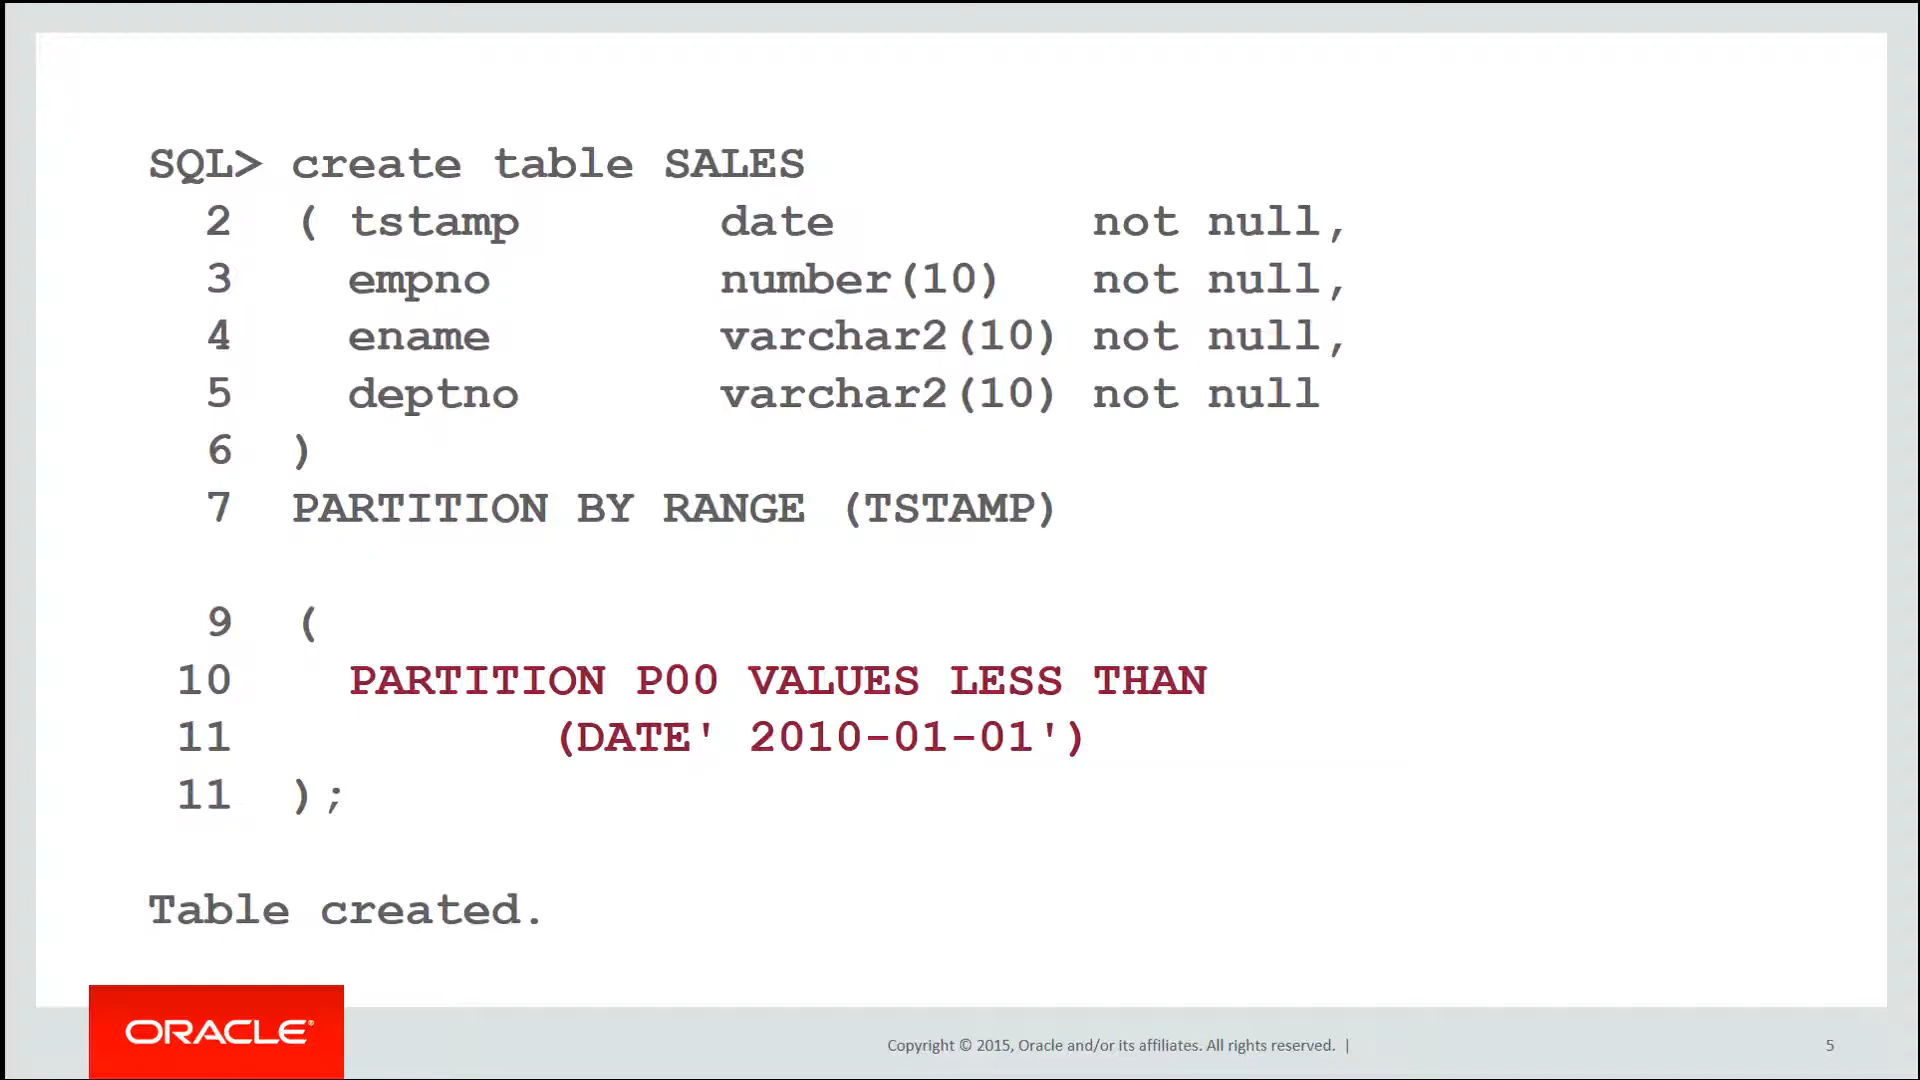 SQL> create table SALES
2 ( tstamp date not null,
3 empno number(10) not null,
4 ename varchar2(10) not null,
5 deptno varchar2(10) not null
6 )
7 PARTITION BY RANGE (TSTAMP)
9 (
10 PARTITION P00 VALUES LESS THAN
11 (DATE' 2010-01-01')
11 );
Table created.
ORACLE®
Copyright © 2015, Oracle and/or its affiliates. All rights reserved. |
5